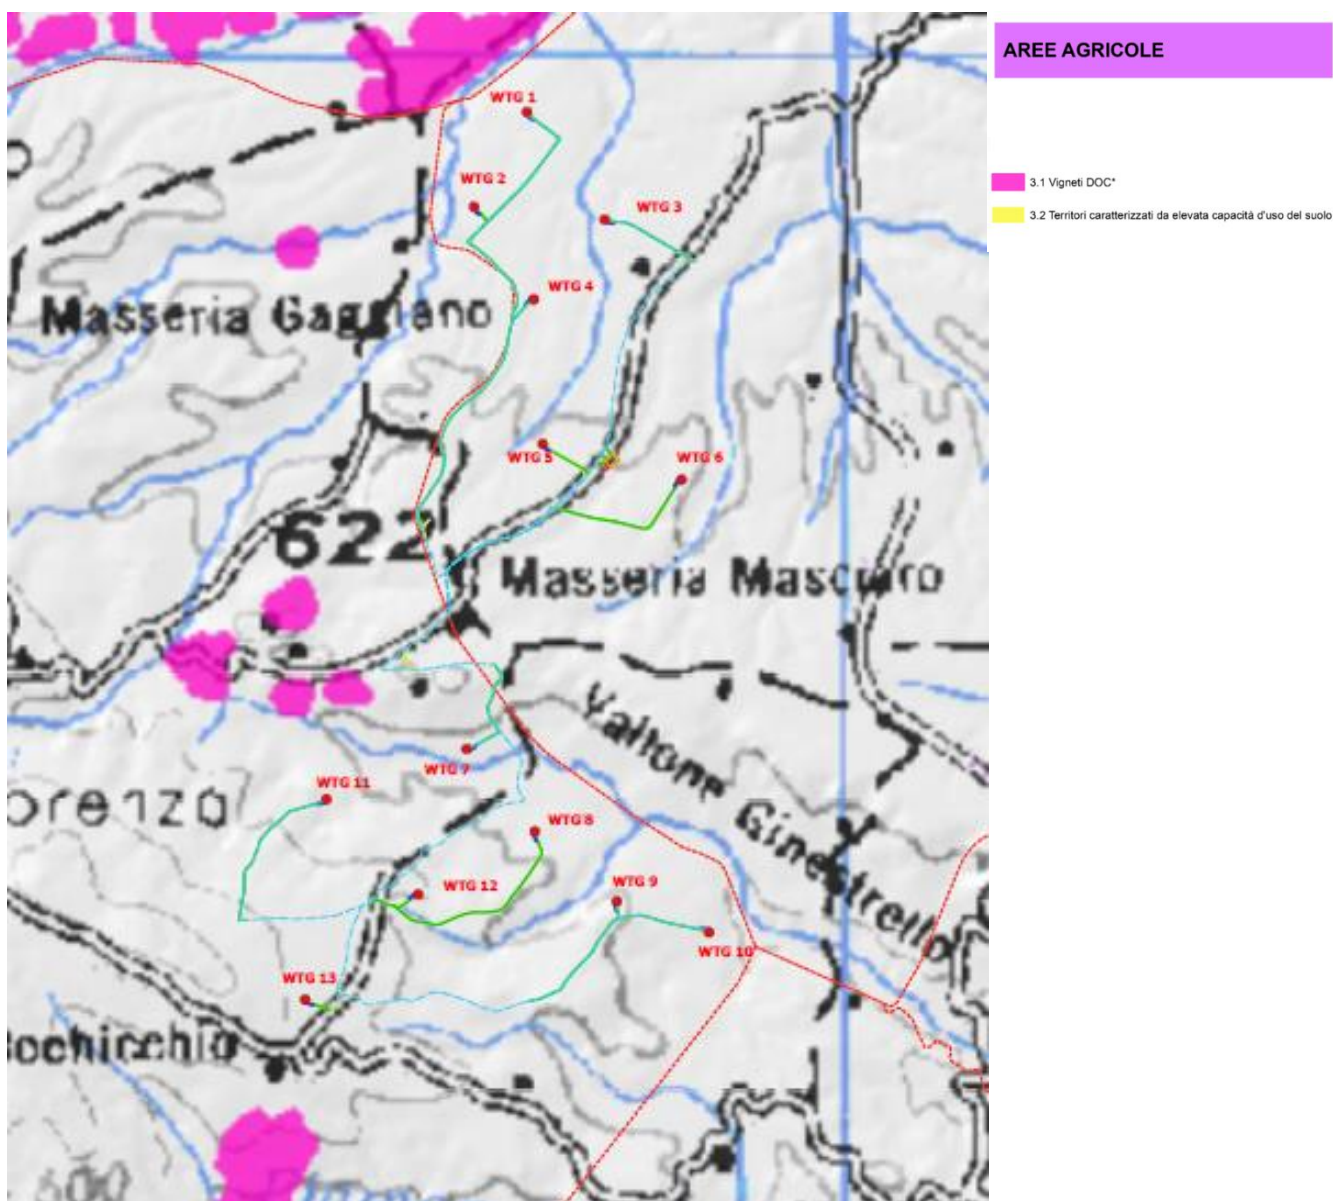 AREE AGRICOLE
3.1 Vigneti DOC*
3.2 Territori caratterizzati da elevata capacità d'uso del suolo
WTG 1
WTG 2
WTG 3
WTG 4
Masseria Gaggiano
WTG 5
WTG 6
622
Masseria Masciaro
WTG 7
Vallone Ginestrello
WTG 11
orenzo
WTG 8
WTG 12
WTG 9
WTG 10
WTG 13
ochicchio